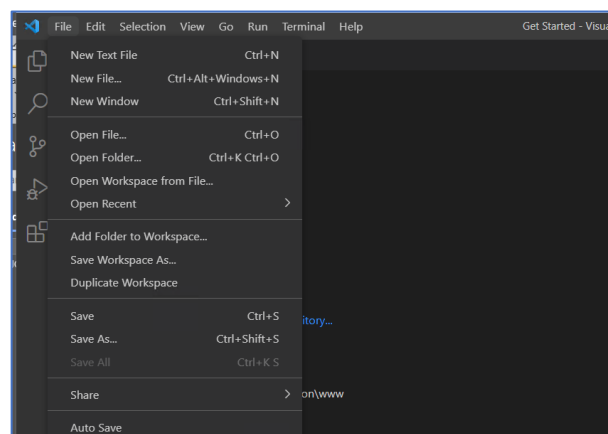 File Edit Selection View Go Run Terminal Help Get Started - Visua
New Text File Ctrl+N
New File... Ctrl+Alt+Windows+N
New Window Ctrl+Shift+N
Open File... Ctrl+O
Open Folder... Ctrl+K Ctrl+O
Open Workspace from File...
Open Recent
Add Folder to Workspace...
Save Workspace As...
Duplicate Workspace
Save Ctrl+S
itory...
Save As... Ctrl+Shift+S
Save All Ctrl+K S
Share
on\www
Auto Save